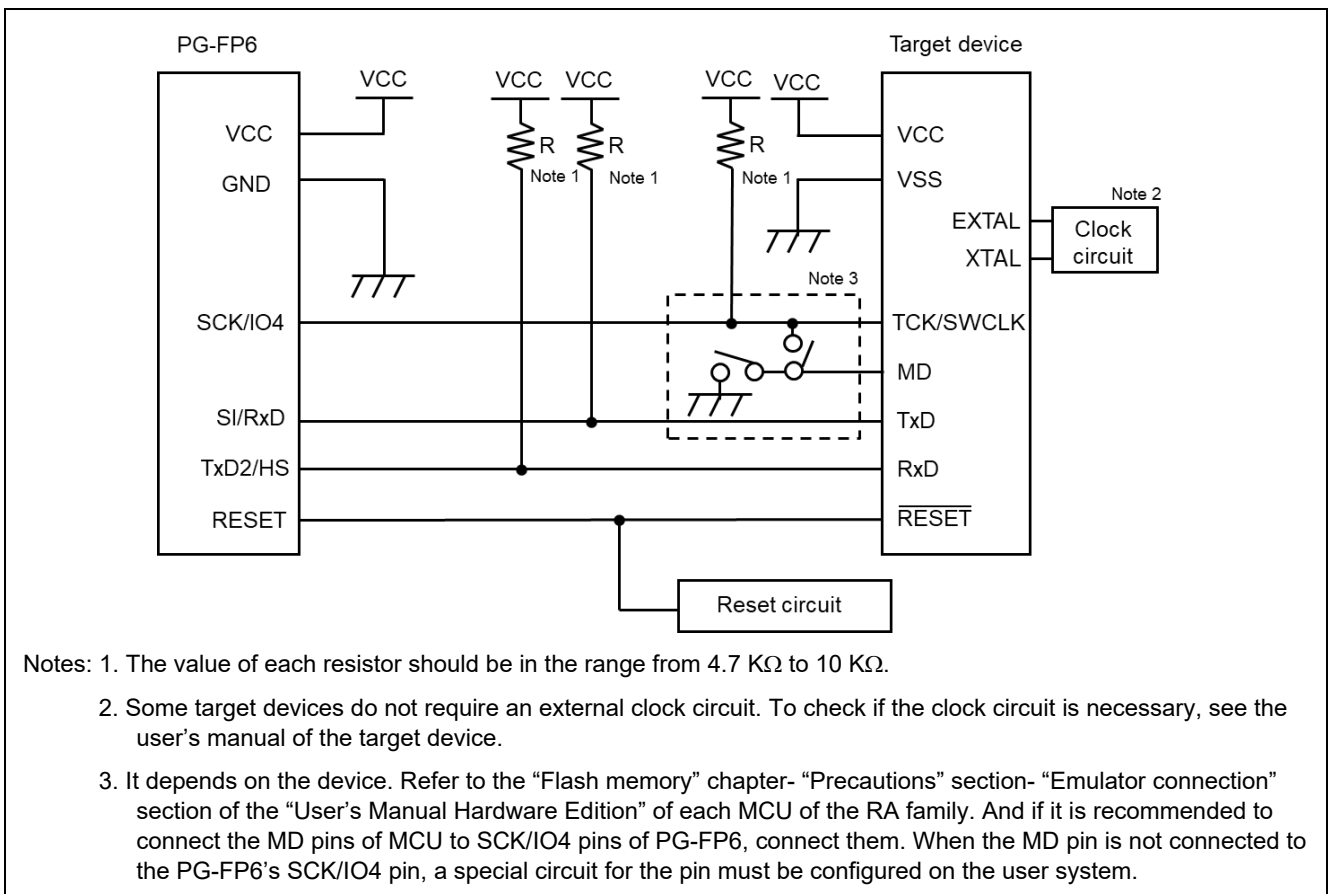 PG-FP6
Target device
VCC
VCC
VCC
VCC
VCC
VCC
R
R
R
VCC
Note 1
Note 1
Note 1
GND
VSS
Note 2
EXTAL
Clock
circuit
XTAL
Note 3
SCK/IO4
TCK/SWCLK
MD
SI/RxD
TxD
TxD2/HS
RxD
RESET
RESET
Reset circuit
Notes: 1. The value of each resistor should be in the range from 4.7 KΩ to 10 KΩ.
2. Some target devices do not require an external clock circuit. To check if the clock circuit is necessary, see the
user’s manual of the target device.
3. It depends on the device. Refer to the “Flash memory” chapter- “Precautions” section- “Emulator connection”
section of the “User’s Manual Hardware Edition” of each MCU of the RA family. And if it is recommended to
connect the MD pins of MCU to SCK/IO4 pins of PG-FP6, connect them. When the MD pin is not connected to
the PG-FP6’s SCK/IO4 pin, a special circuit for the pin must be configured on the user system.